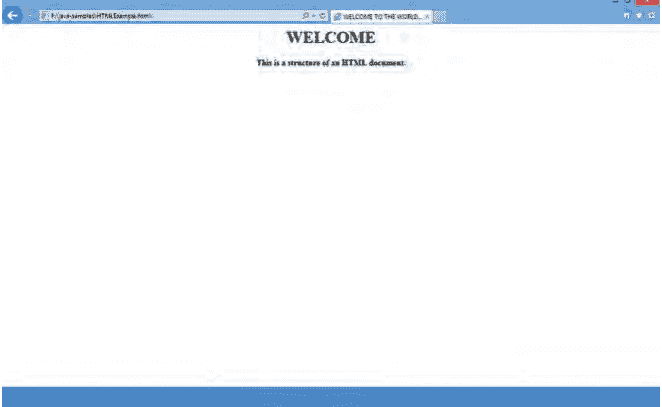 WELCOME TO THE WORLD...
WELCOME
This is a structure of an HTML document.